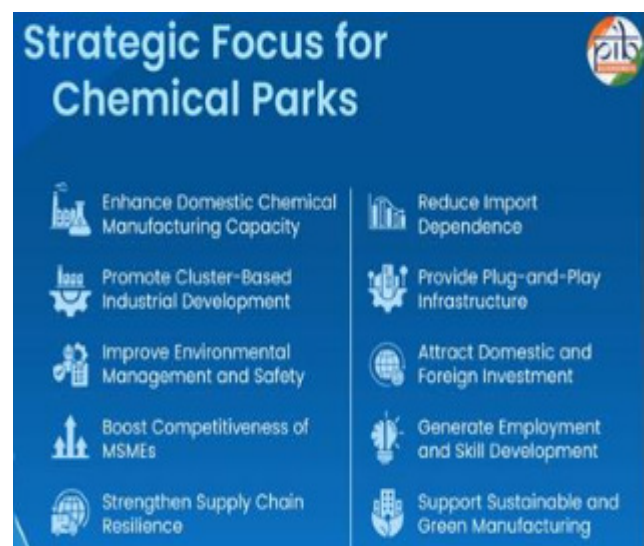 Strategic Focus for
Chemical Parks
pib
Enhance Domestic Chemical
Manufacturing Capacity
Promote Cluster-Based
Industrial Development
Improve Environmental
Management and Safety
Boost Competitiveness of
MSMEs
Strengthen Supply Chain
Resilience
Reduce Import
Dependence
Provide Plug-and-Play
Infrastructure
Attract Domestic and
Foreign Investment
Generate Employment
and Skill Development
Support Sustainable and
Green Manufacturing